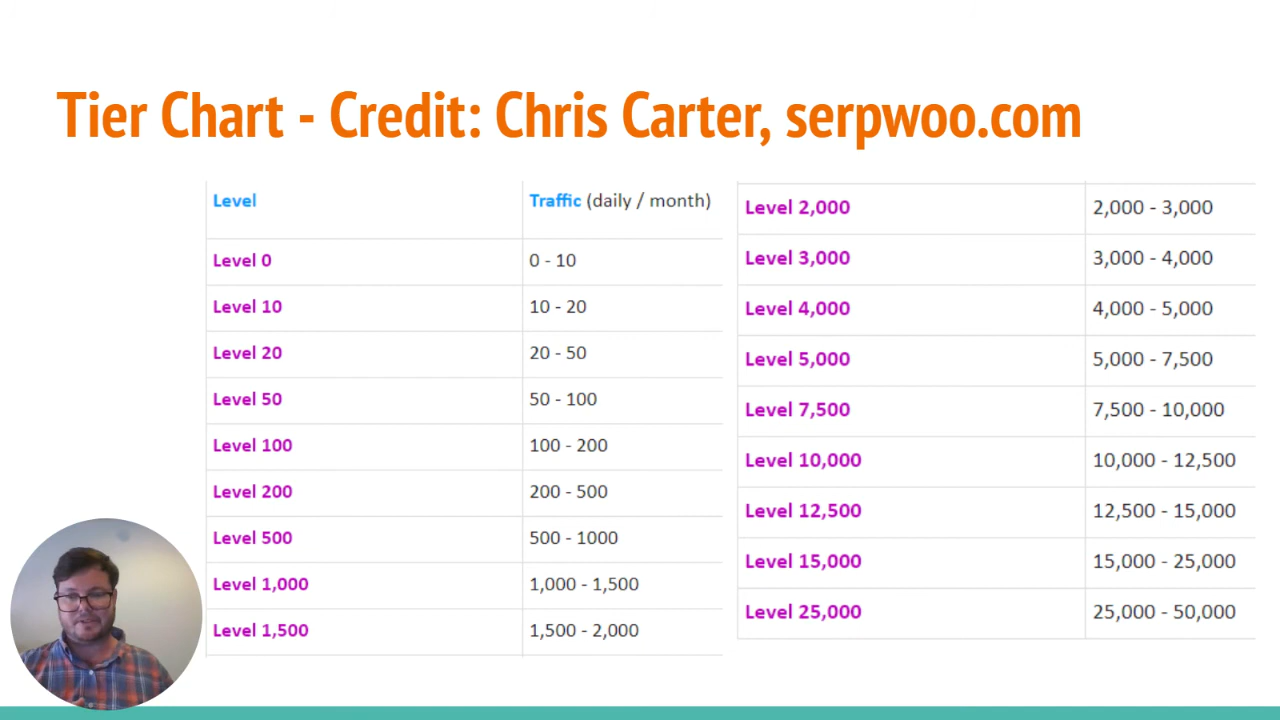 Tier Chart - Credit: Chris Carter, serpwoo.com
Level Traffic (daily / month)
Level 0 0 - 10
Level 10 10 - 20
Level 20 20 - 50
Level 50 50 - 100
Level 100 100 - 200
Level 200 200 - 500
Level 500 500 - 1000
Level 1,000 1,000 - 1,500
Level 1,500 1,500 - 2,000
Level 2,000 2,000 - 3,000
Level 3,000 3,000 - 4,000
Level 4,000 4,000 - 5,000
Level 5,000 5,000 - 7,500
Level 7,500 7,500 - 10,000
Level 10,000 10,000 - 12,500
Level 12,500 12,500 - 15,000
Level 15,000 15,000 - 25,000
Level 25,000 25,000 - 50,000